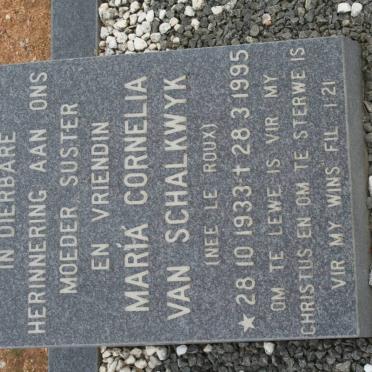 IN DIERBARE
HERINNERING AAN ONS
MOEDER SUSTER
EN VRIENDIN
MARIA CORNELIA
VAN SCHALKWYK
(NEE LE ROUX)
★ 28 10 1933 ✝ 28 3 1995
OM TE LEWE IS VIR MY
CHRISTUS EN OM TE STERWE IS
VIR MY WINS FIL 1 21